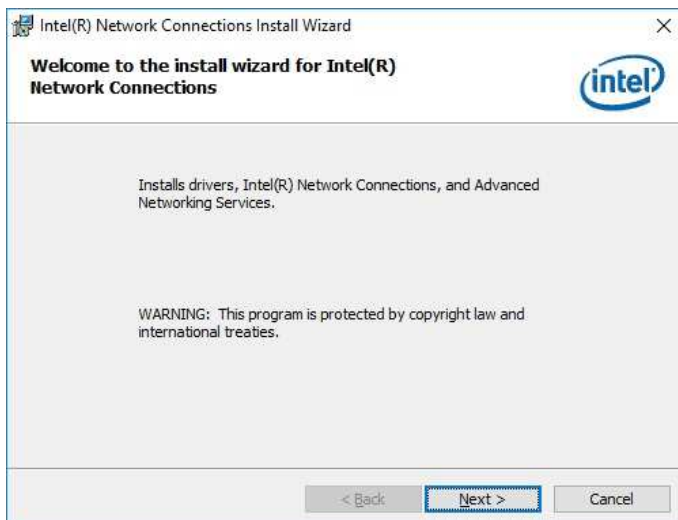 Intel(R) Network Connections Install Wizard
Welcome to the install wizard for Intel(R)
Network Connections
intel
Installs drivers, Intel(R) Network Connections, and Advanced
Networking Services.
WARNING: This program is protected by copyright law and
international treaties.
< Back
Next >
Cancel